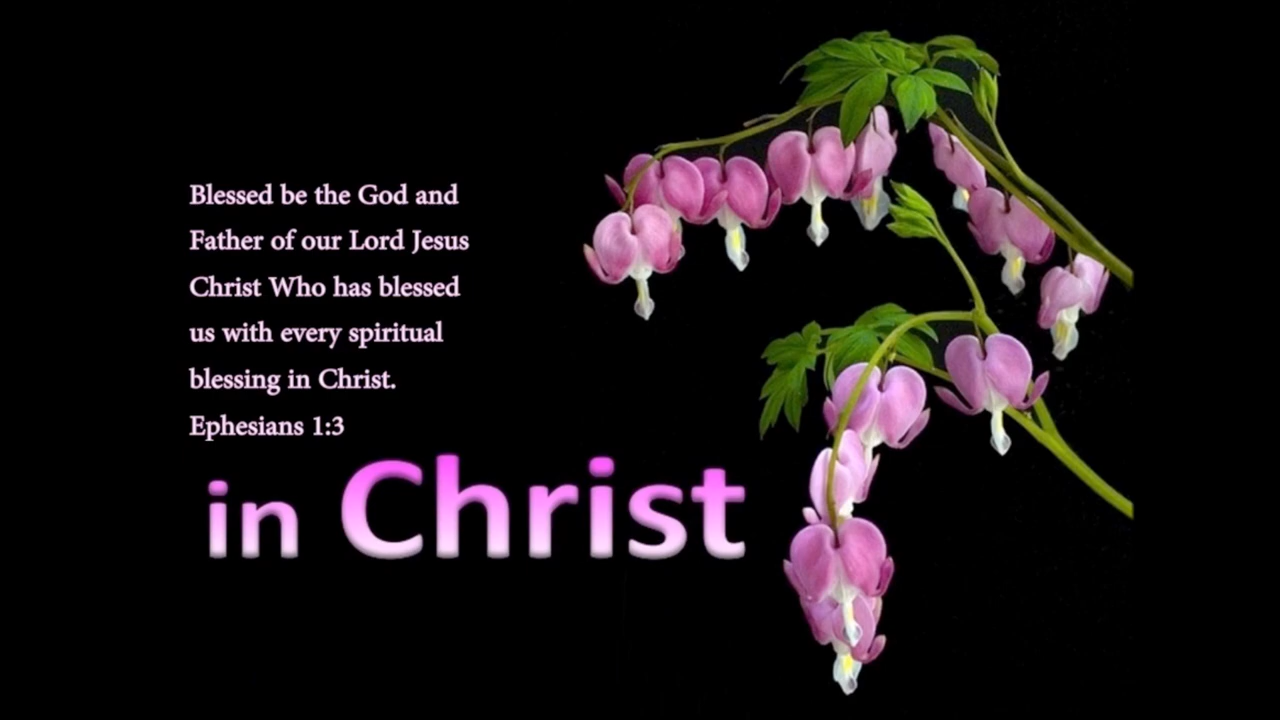 Blessed be the God and
Father of our Lord Jesus
Christ Who has blessed
us with every spiritual
blessing in Christ.
Ephesians 1:3
in Christ